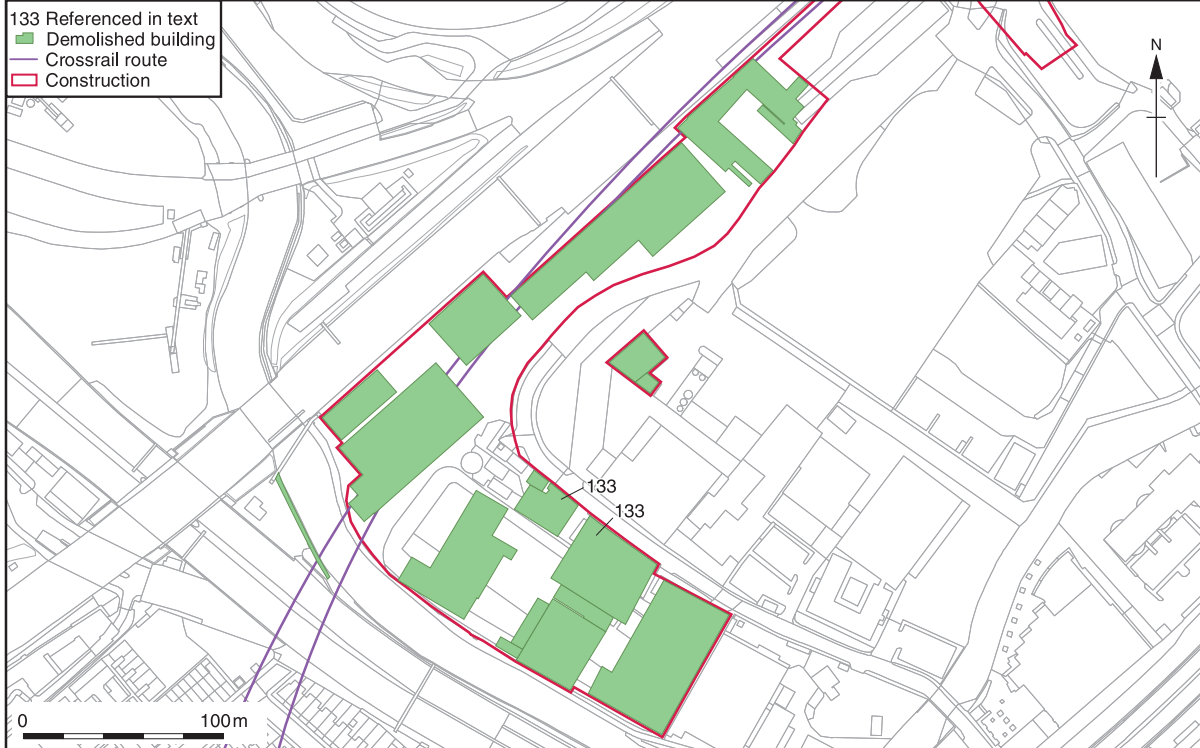 133 Referenced in text
Demolished building
Crossrail route
Construction
N
133
133
0 100m